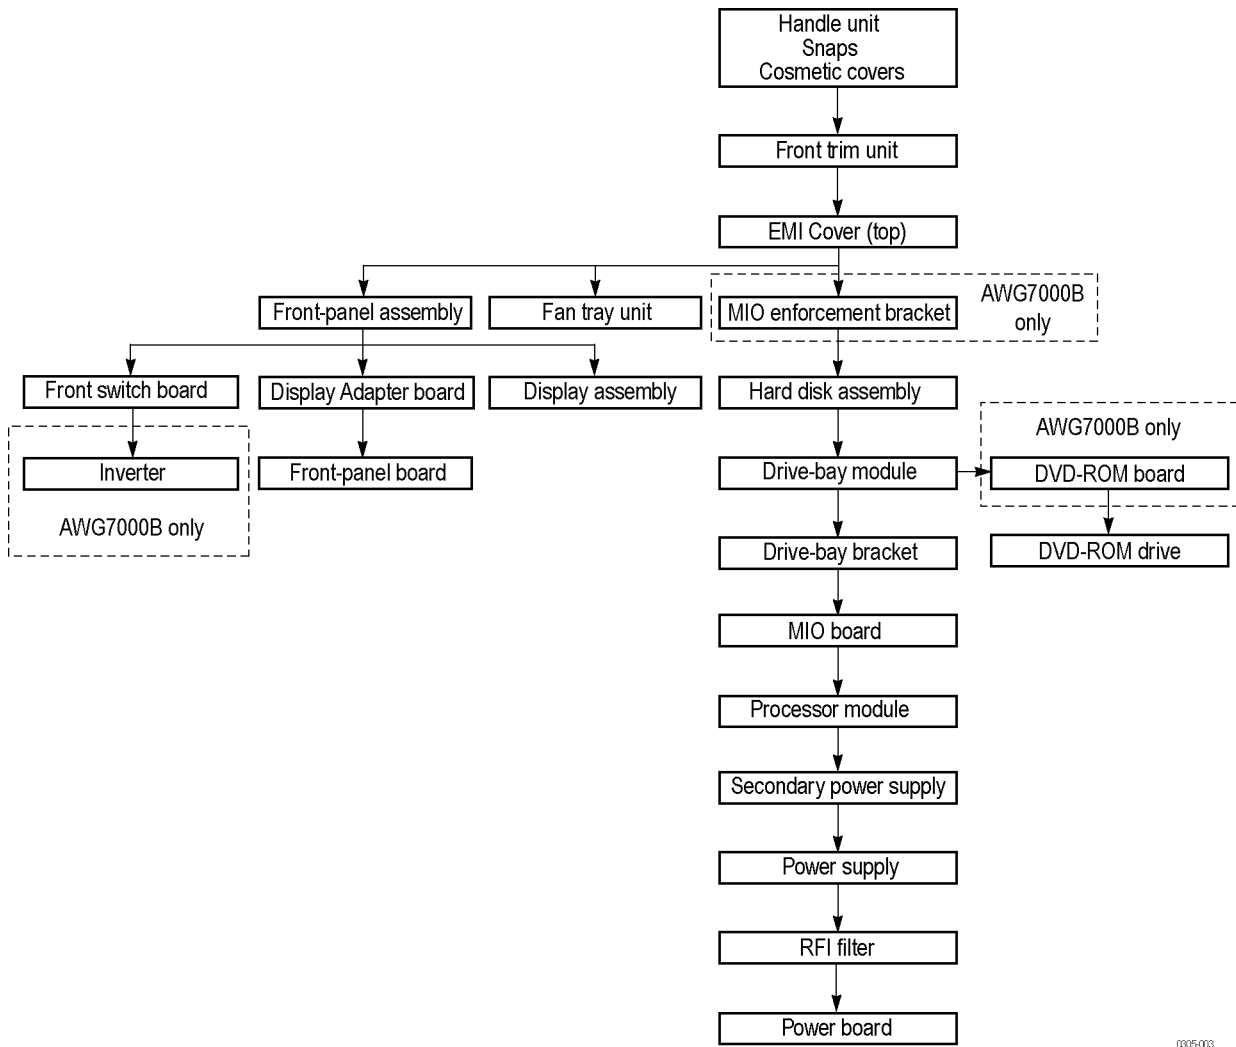 Handle unit
Snaps
Cosmetic covers
Front trim unit
EMI Cover (top)
Front-panel assembly
Fan tray unit
MIO enforcement bracket
AWG7000B
only
Front switch board
Display Adapter board
Display assembly
Hard disk assembly
AWG7000B only
Inverter
Front-panel board
Drive-bay module
DVD-ROM board
AWG7000B only
Drive-bay bracket
DVD-ROM drive
MIO board
Processor module
Secondary power supply
Power supply
RFI filter
Power board
0305-003